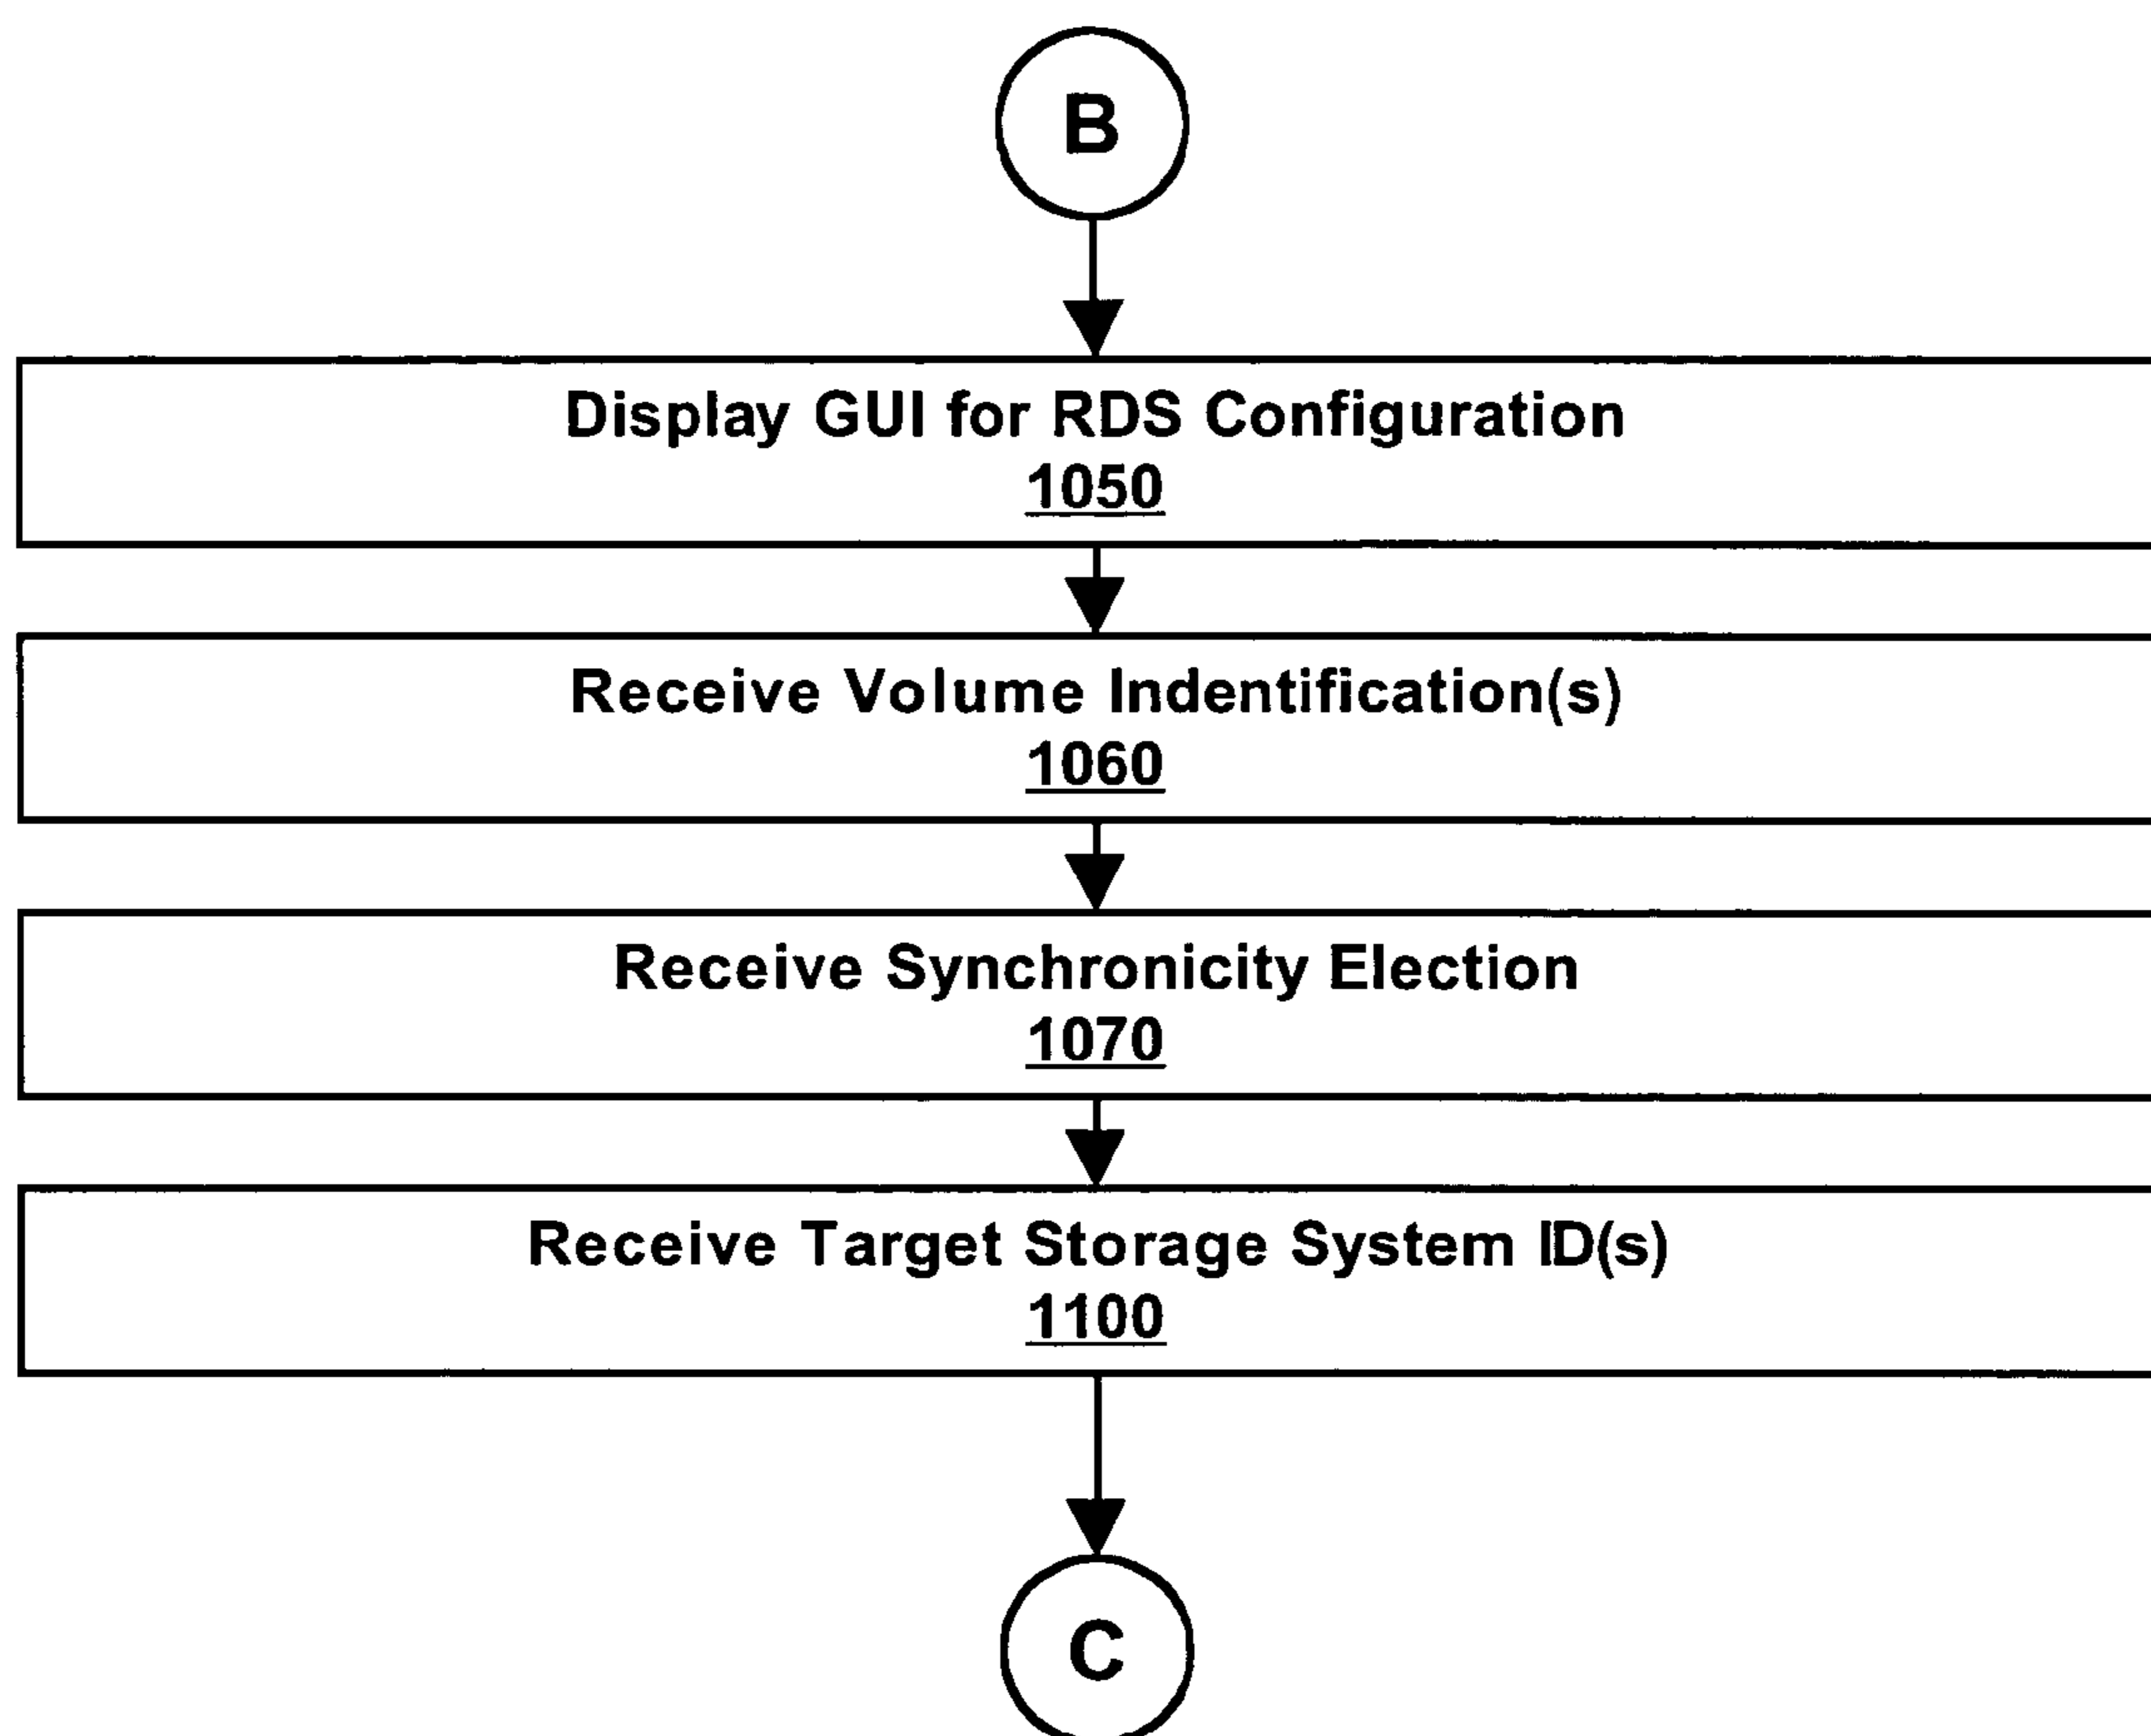 B
Display GUI for RDS Configuration
1050
Receive Volume Indentification(s)
1060
Receive Synchronicity Election
1070
Receive Target Storage System ID(s)
1100
C